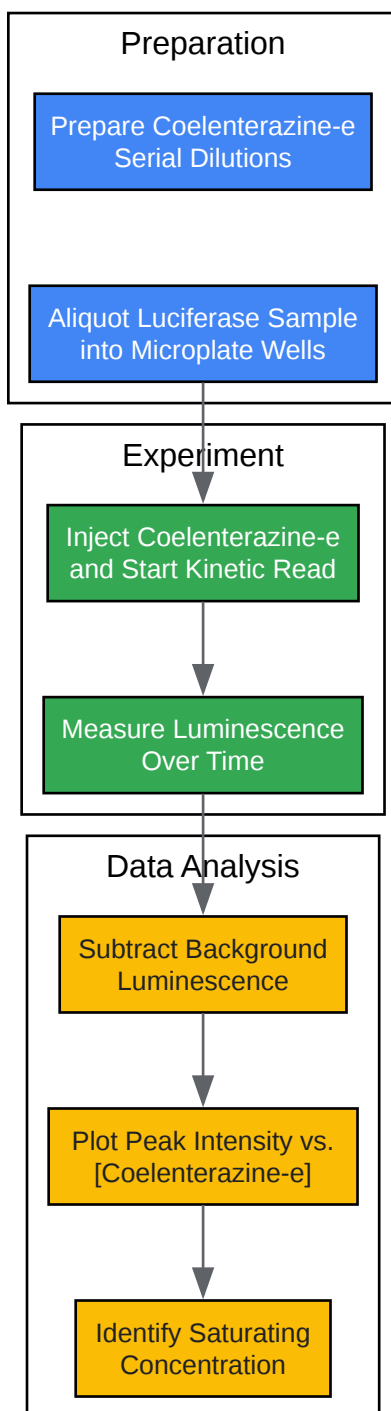 Preparation
Prepare Coelenterazine-e
Serial Dilutions
Aliquot Luciferase Sample
into Microplate Wells
Experiment
Inject Coelenterazine-e
and Start Kinetic Read
Measure Luminescence
Over Time
Data Analysis
Subtract Background
Luminescence
Plot Peak Intensity vs.
[Coelenterazine-e]
Identify Saturating
Concentration